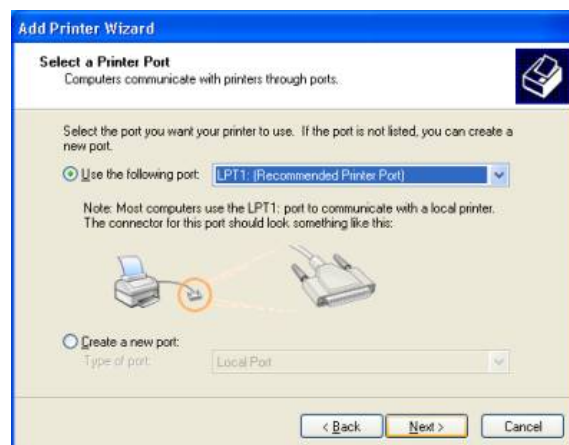 Add Printer Wizard
Select a Printer Port
Computers communicate with printers through ports.
Select the port you want your printer to use. If the port is not listed, you can create a
new port.
Use the following port:
LPT1: (Recommended Printer Port)
Note: Most computers use the LPT1: port to communicate with a local printer.
The connector for this port should look something like this:
Create a new port:
Type of port:
Local Port
< Back
Next >
Cancel